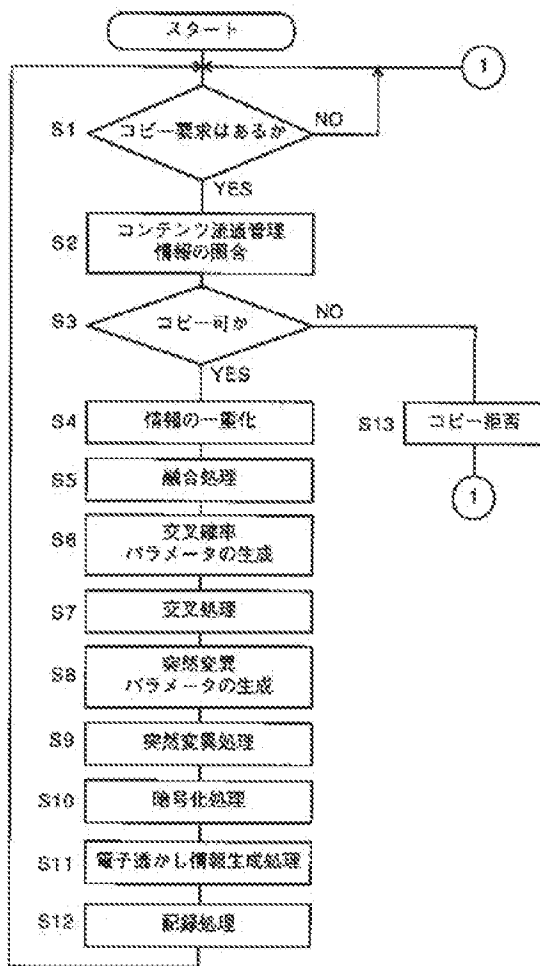 スタート
1
S1
コピー要求はあるか
NO
YES
S2
コンテンツ流通管理
情報の照合
S3
コピー可か
NO
YES
S4
情報の一重化
S13
コピー拒否
S5
融合処理
1
S6
交叉確率
パラメータの生成
S7
交叉処理
S8
突然変異
パラメータの生成
S9
突然変異処理
S10
暗号化処理
S11
電子透かし情報生成処理
S12
記録処理